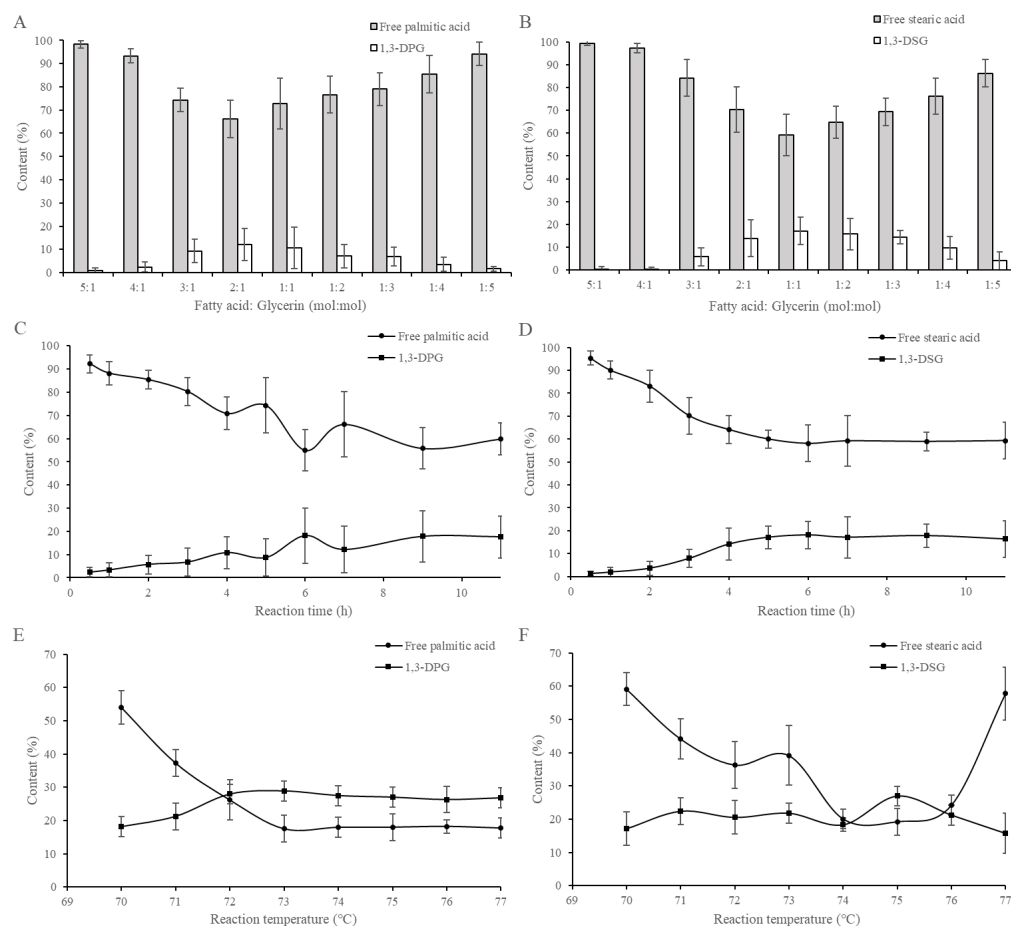 A
Free palmitic acid
1,3-DPG
Content (%)
100
90
80
70
60
50
40
30
20
10
0
5:1 4:1 3:1 2:1 1:1 1:2 1:3 1:4 1:5
Fatty acid: Glycerin (mol:mol)
B
Free stearic acid
1,3-DSG
Content (%)
100
90
80
70
60
50
40
30
20
10
0
5:1 4:1 3:1 2:1 1:1 1:2 1:3 1:4 1:5
Fatty acid: Glycerin (mol:mol)
C
Free palmitic acid
1,3-DPG
Content (%)
100
90
80
70
60
50
40
30
20
10
0
0 2 4 6 8 10
Reaction time (h)
D
Free stearic acid
1,3-DSG
Content (%)
100
90
80
70
60
50
40
30
20
10
0
0 2 4 6 8 10
Reaction time (h)
E
Free palmitic acid
1,3-DPG
Content (%)
70
60
50
40
30
20
10
0
69 70 71 72 73 74 75 76 77
Reaction temperature (℃)
F
Free stearic acid
1,3-DSG
Content (%)
70
60
50
40
30
20
10
0
69 70 71 72 73 74 75 76 77
Reaction temperature (℃)